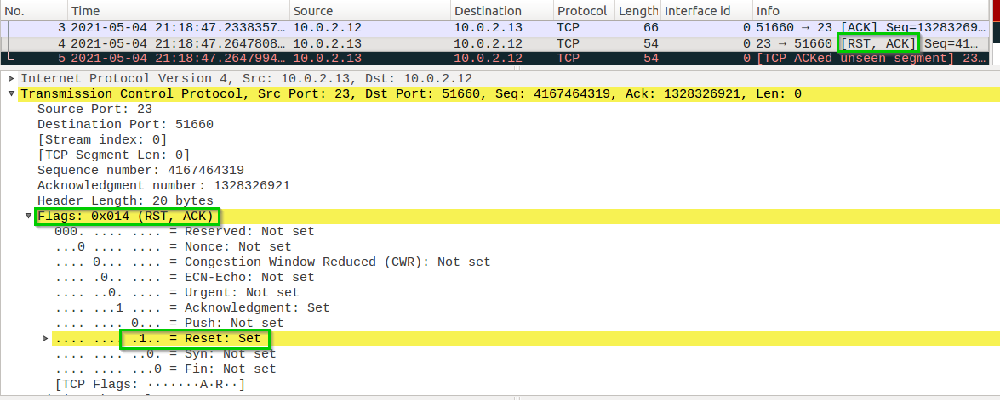 No. Time Source Destination Protocol Length Interface id Info
3 2021-05-04 21:18:47.2338357… 10.0.2.12 10.0.2.13 TCP 66 0 51660 → 23 [ACK] Seq=13283269…
4 2021-05-04 21:18:47.2647808… 10.0.2.13 10.0.2.12 TCP 54 0 23 → 51660 [RST, ACK] Seq=41…
5 2021-05-04 21:18:47.2647994… 10.0.2.13 10.0.2.12 TCP 54 0 [TCP ACKed unseen segment] 23…
Internet Protocol Version 4, Src: 10.0.2.13, Dst: 10.0.2.12
Transmission Control Protocol, Src Port: 23, Dst Port: 51660, Seq: 4167464319, Ack: 1328326921, Len: 0
Source Port: 23
Destination Port: 51660
[Stream index: 0]
[TCP Segment Len: 0]
Sequence number: 4167464319
Acknowledgment number: 1328326921
Header Length: 20 bytes
Flags: 0x014 (RST, ACK)
000. .... .... = Reserved: Not set
...0 .... .... = Nonce: Not set
.... 0... .... = Congestion Window Reduced (CWR): Not set
.... .0.. .... = ECN-Echo: Not set
.... ..0. .... = Urgent: Not set
.... ...1 .... = Acknowledgment: Set
.... .... 0... = Push: Not set
.... .... .1.. = Reset: Set
.... .... ..0. = Syn: Not set
.... .... ...0 = Fin: Not set
[TCP Flags: ·······A·R··]